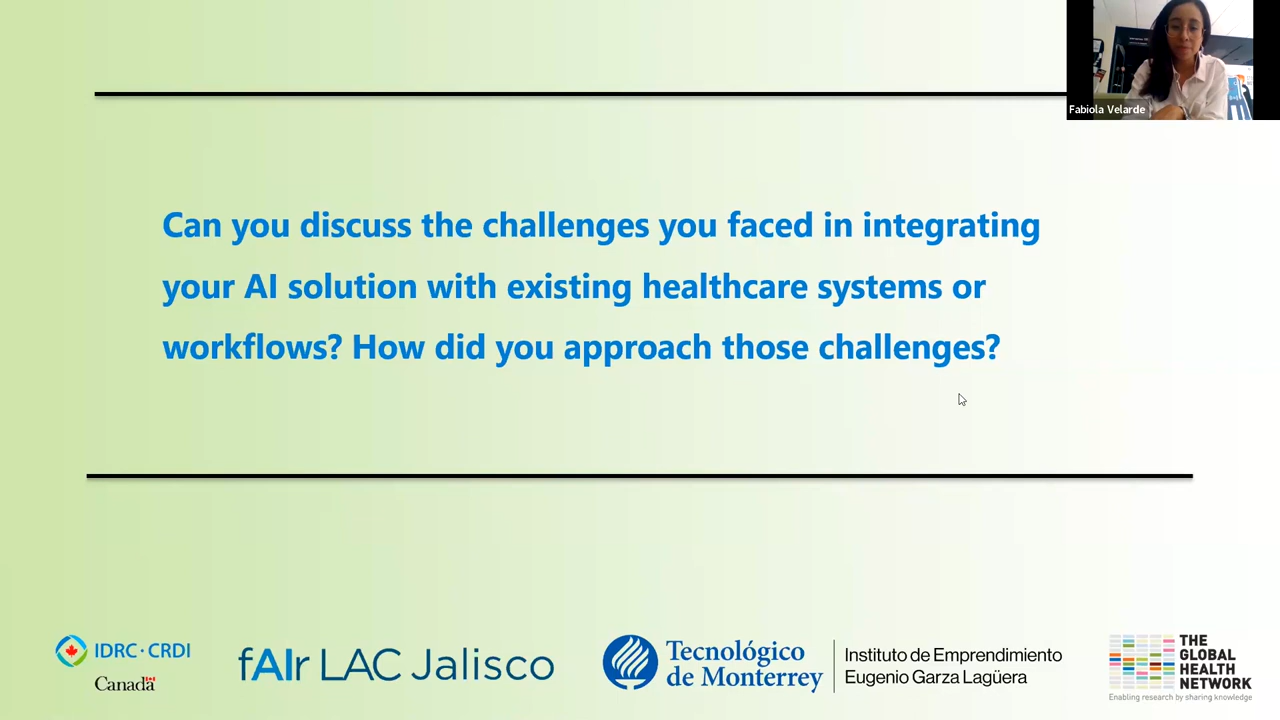 Fabiola Velarde
Can you discuss the challenges you faced in integrating
your AI solution with existing healthcare systems or
workflows? How did you approach those challenges?
IDRC · CRDI
Canada
fAIr LAC Jalisco
Tecnológico
de Monterrey
Instituto de Emprendimiento
Eugenio Garza Lagüera
THE
GLOBAL
HEALTH
NETWORK
Enabling research by sharing knowledge